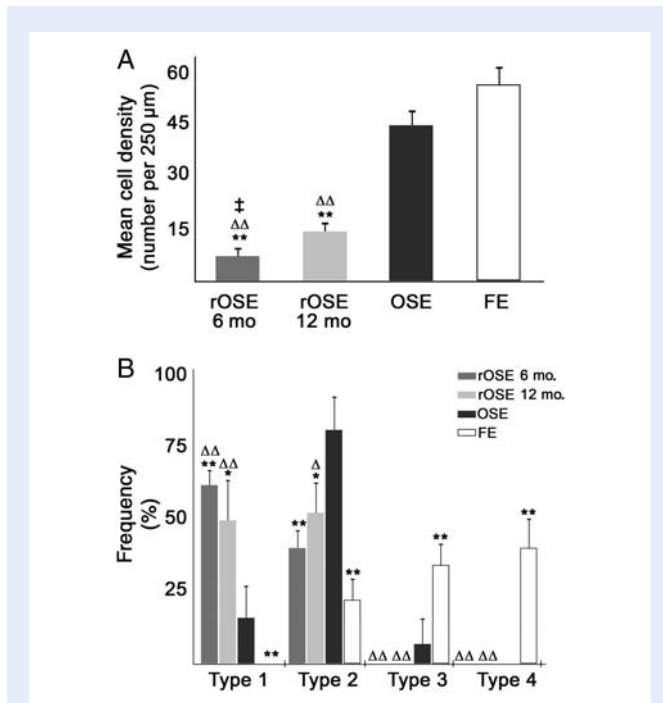 A
Mean cell density
(number per 250 µm)
60
45
30
15
‡
ΔΔ
**
ΔΔ
**
rOSE
6 mo
rOSE
12 mo
OSE
FE
B
Frequency
(%)
100
75
50
25
rOSE 6 mo.
rOSE 12 mo.
OSE
FE
ΔΔ
**
ΔΔ
*
**
**
Δ
*
**
ΔΔ ΔΔ
**
ΔΔ ΔΔ
**
Type 1 Type 2 Type 3 Type 4